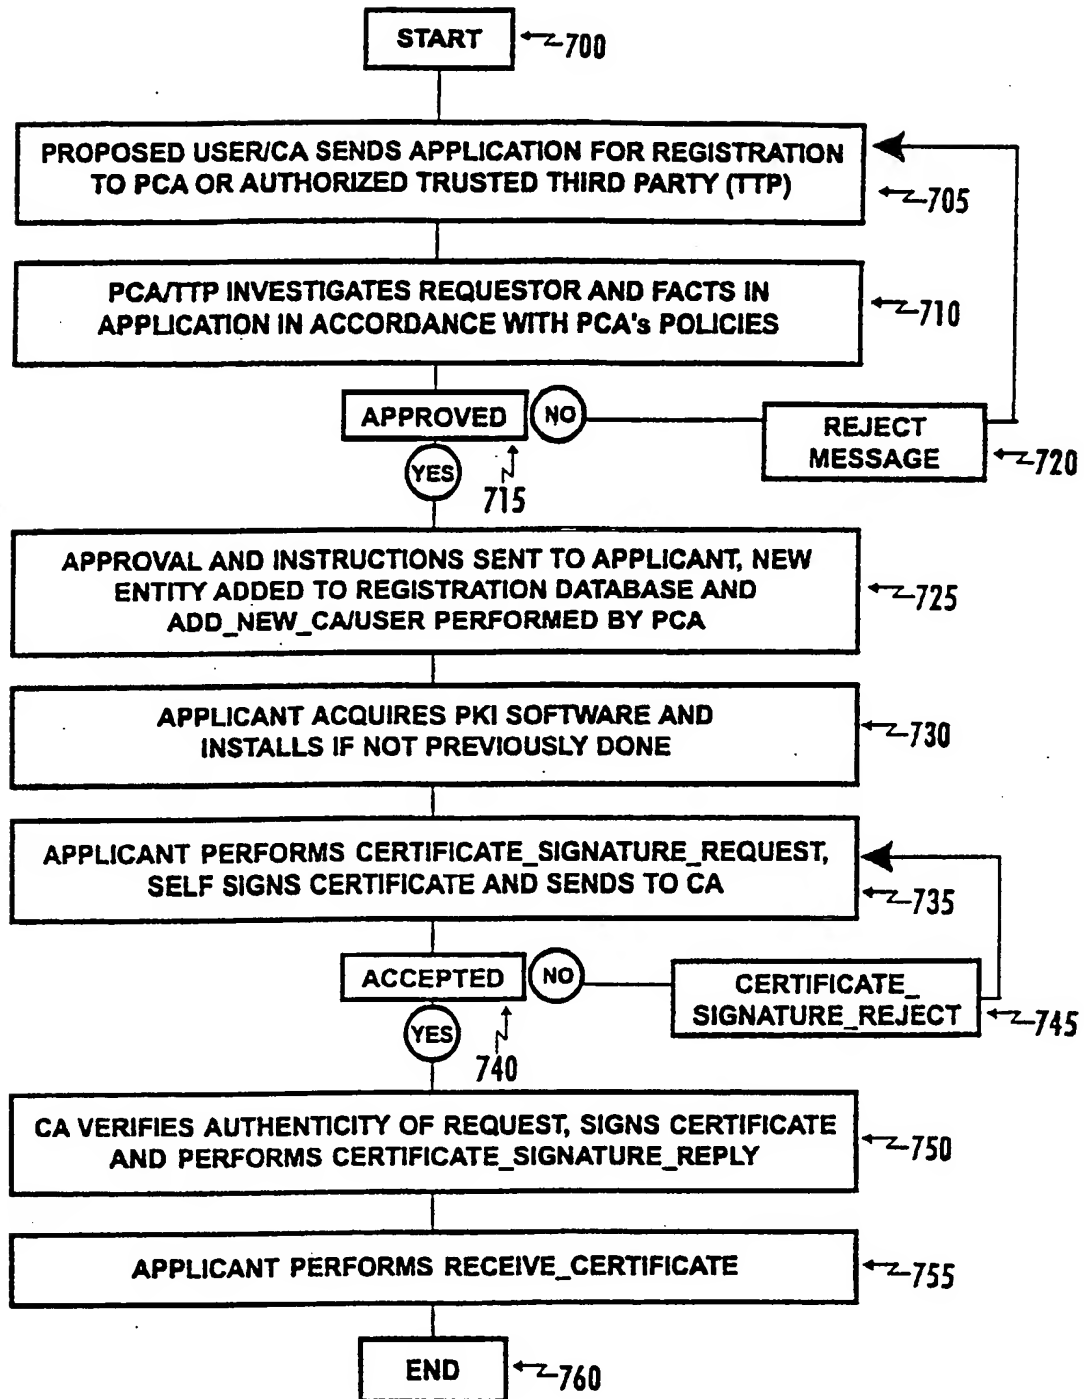 START
700
PROPOSED USER/CA SENDS APPLICATION FOR REGISTRATION
TO PCA OR AUTHORIZED TRUSTED THIRD PARTY (TTP)
705
PCA/TTP INVESTIGATES REQUESTOR AND FACTS IN
APPLICATION IN ACCORDANCE WITH PCA's POLICIES
710
APPROVED
NO
REJECT
MESSAGE
720
YES
715
APPROVAL AND INSTRUCTIONS SENT TO APPLICANT, NEW
ENTITY ADDED TO REGISTRATION DATABASE AND
ADD_NEW_CA/USER PERFORMED BY PCA
725
APPLICANT ACQUIRES PKI SOFTWARE AND
INSTALLS IF NOT PREVIOUSLY DONE
730
APPLICANT PERFORMS CERTIFICATE_SIGNATURE_REQUEST,
SELF SIGNS CERTIFICATE AND SENDS TO CA
735
ACCEPTED
NO
CERTIFICATE_
SIGNATURE_REJECT
745
YES
740
CA VERIFIES AUTHENTICITY OF REQUEST, SIGNS CERTIFICATE
AND PERFORMS CERTIFICATE_SIGNATURE_REPLY
750
APPLICANT PERFORMS RECEIVE_CERTIFICATE
755
END
760